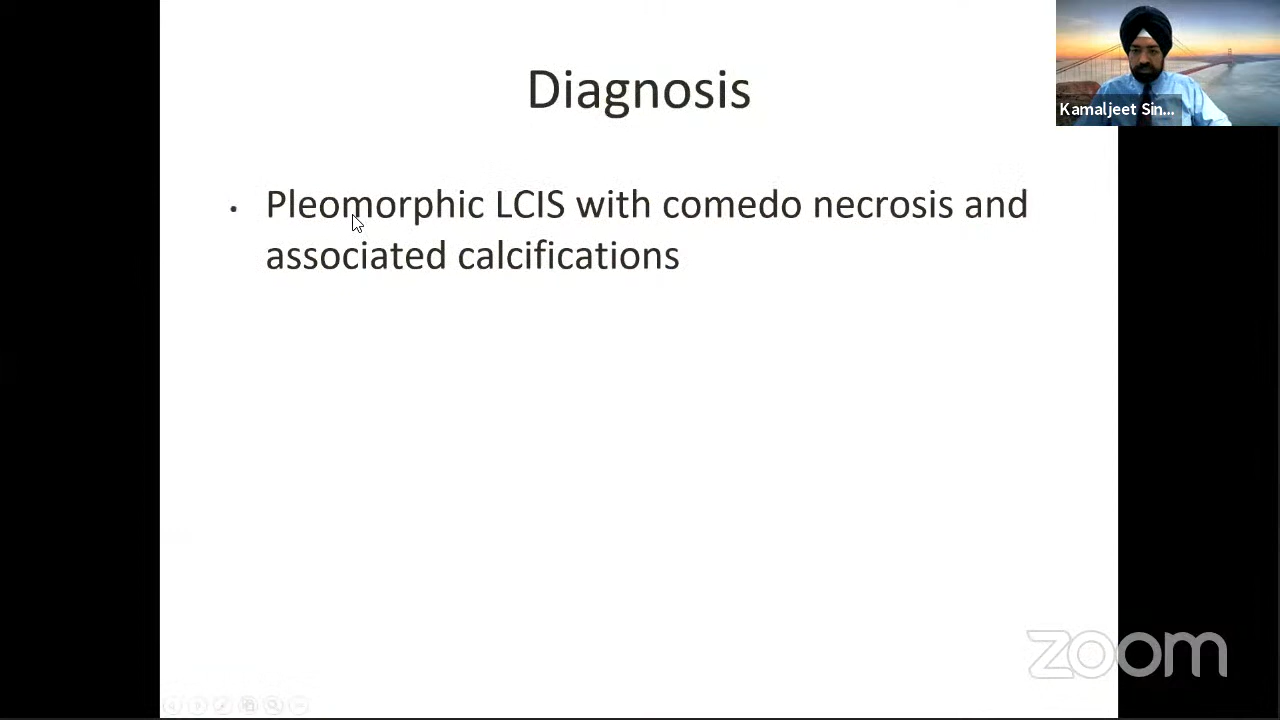 Diagnosis
Kamaljeet Sin...
• Pleomorphic LCIS with comedo necrosis and
associated calcifications
zoom